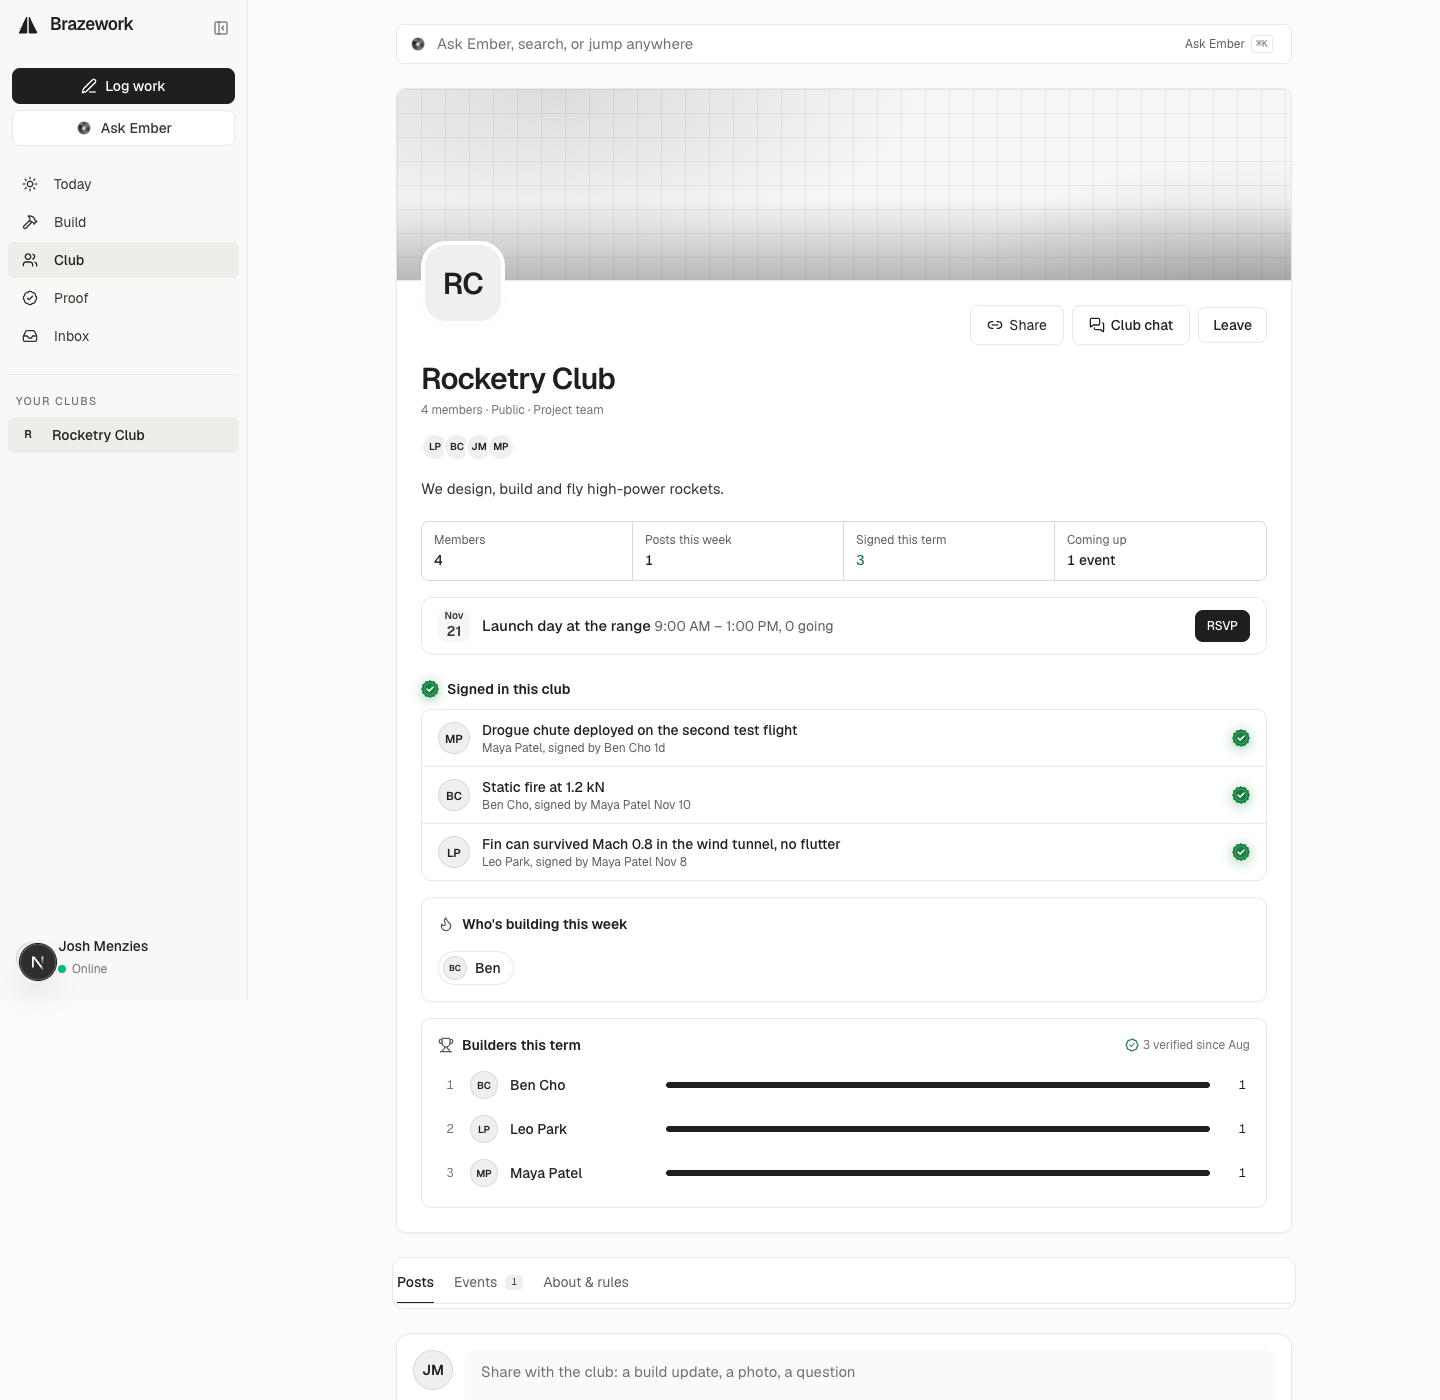 Brazework
Log work
Ask Ember
Today
Build
Club
Proof
Inbox
YOUR CLUBS
R Rocketry Club
N Josh Menzies
Online
Ask Ember, search, or jump anywhere Ask Ember ⌘K
RC
Share Club chat Leave
Rocketry Club
4 members · Public · Project team
LP BC JM MP
We design, build and fly high-power rockets.
Members Posts this week Signed this term Coming up
4 1 3 1 event
Nov
21 Launch day at the range 9:00 AM – 1:00 PM, 0 going RSVP
Signed in this club
MP Drogue chute deployed on the second test flight
Maya Patel, signed by Ben Cho 1d
BC Static fire at 1.2 kN
Ben Cho, signed by Maya Patel Nov 10
LP Fin can survived Mach 0.8 in the wind tunnel, no flutter
Leo Park, signed by Maya Patel Nov 8
Who's building this week
BC Ben
Builders this term 3 verified since Aug
1 BC Ben Cho 1
2 LP Leo Park 1
3 MP Maya Patel 1
Posts Events 1 About & rules
JM Share with the club: a build update, a photo, a question